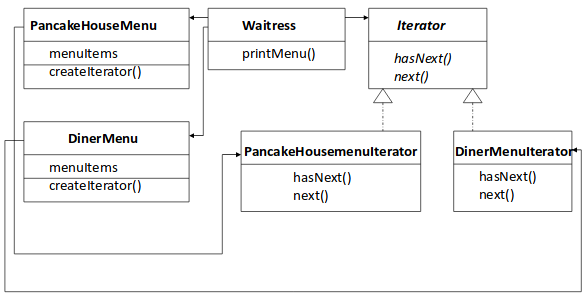 PancakeHouseMenu
menuItems
createIterator()
Waitress
printMenu()
Iterator
hasNext()
next()
DinerMenu
menuItems
createIterator()
PancakeHousemenuIterator
hasNext()
next()
DinerMenuIterator
hasNext()
next()